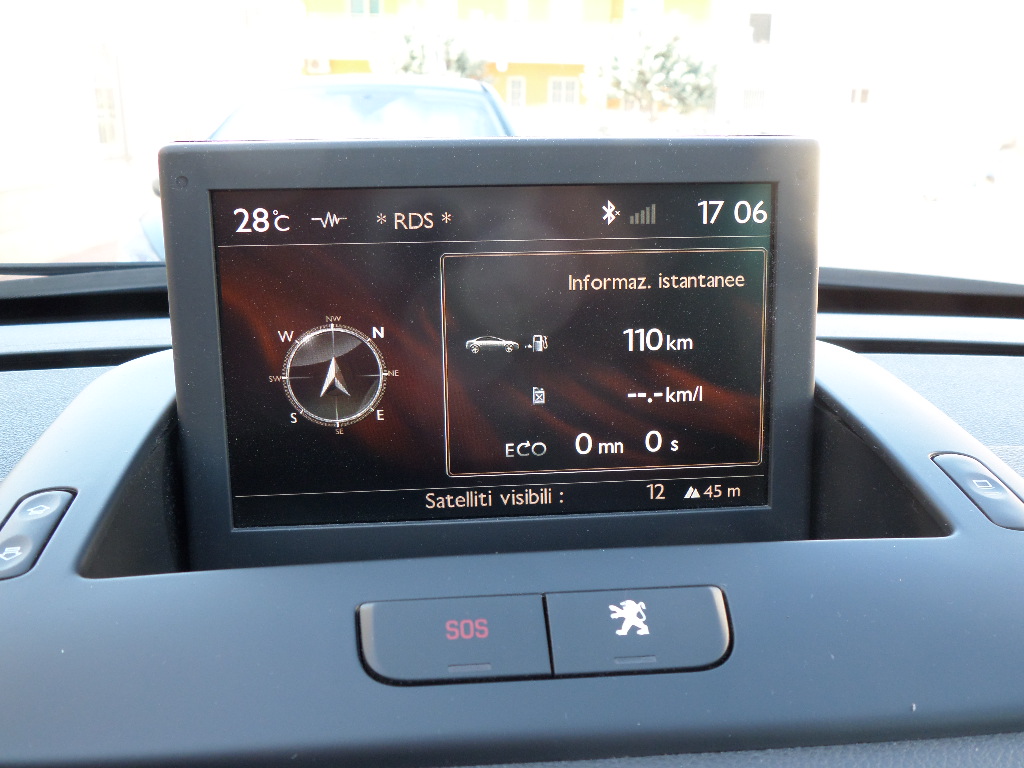 28°C * RDS * 17 06
Informaz. istantanee
NW
W N
SW NE
S E
SE
110 km
--.- km/l
ECO 0 mn 0 s
Satelliti visibili : 12 45 m
SOS